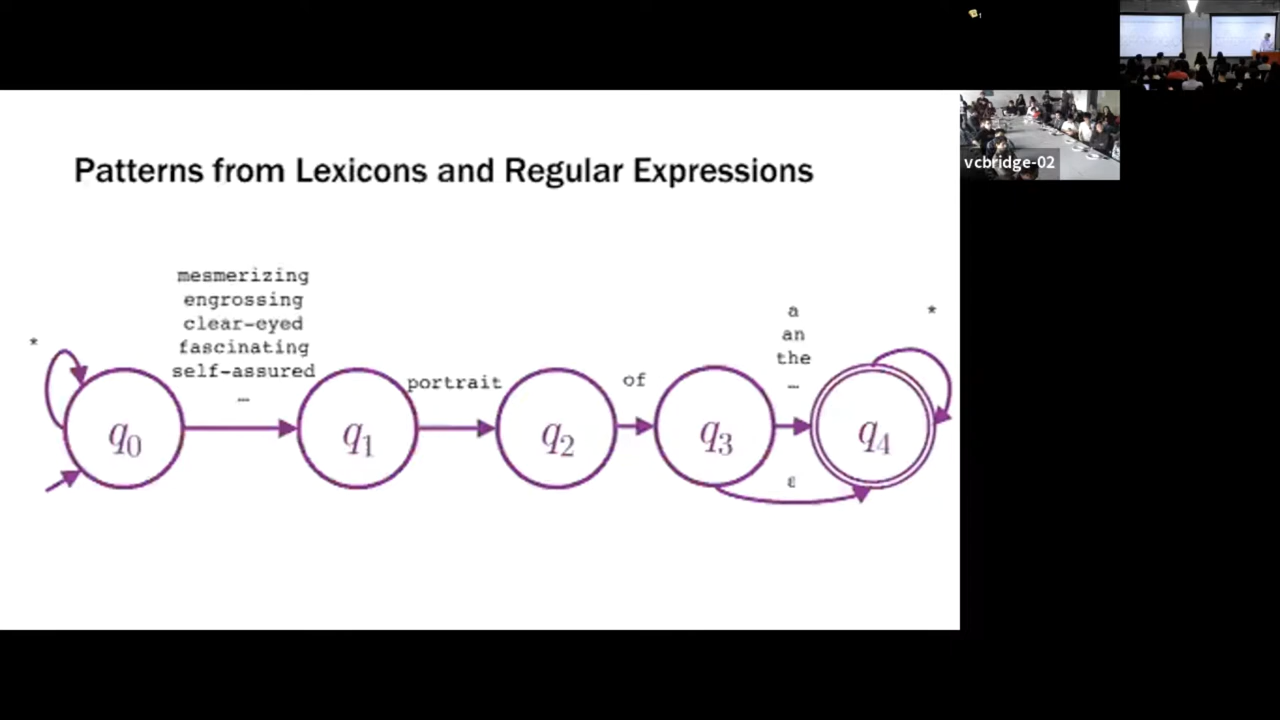 Patterns from Lexicons and Regular Expressions
vcbridge-02
mesmerizing
engrossing
clear-eyed
fascinating
self-assured
…
*
portrait
of
a
an
the
…
*
q0
q1
q2
q3
q4
ε